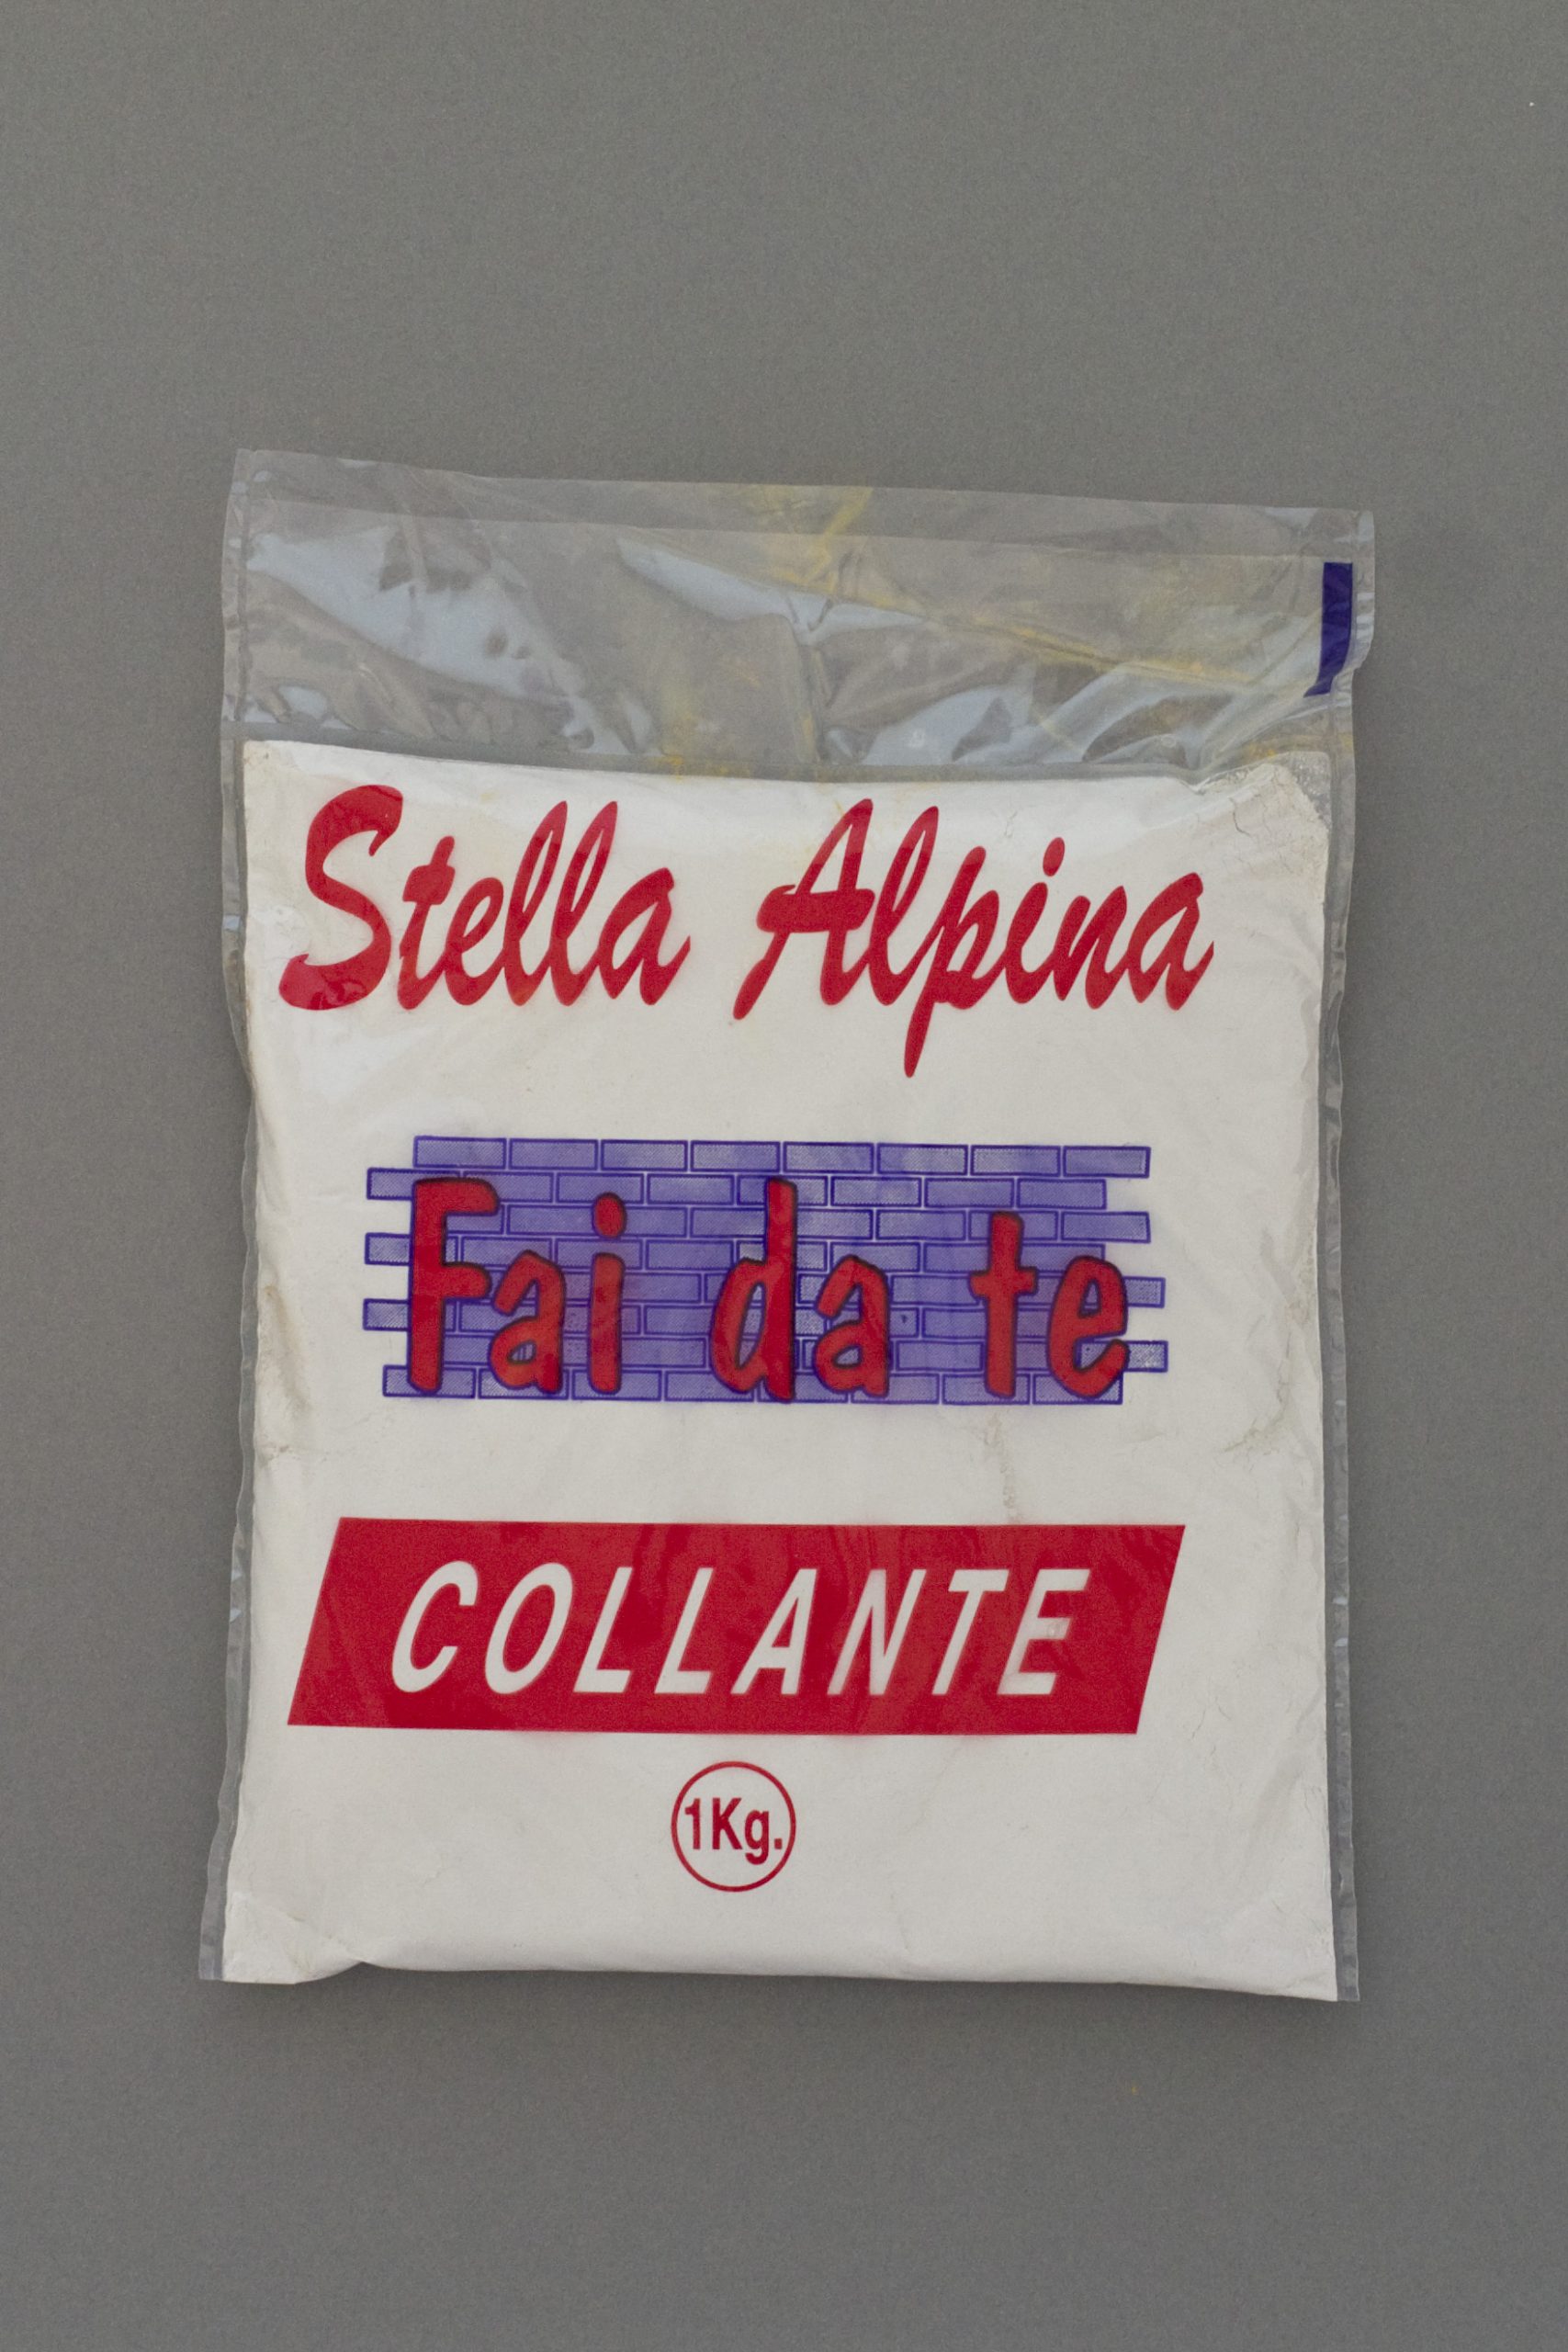 Stella Alpina
Fai da te
COLLANTE
1Kg.